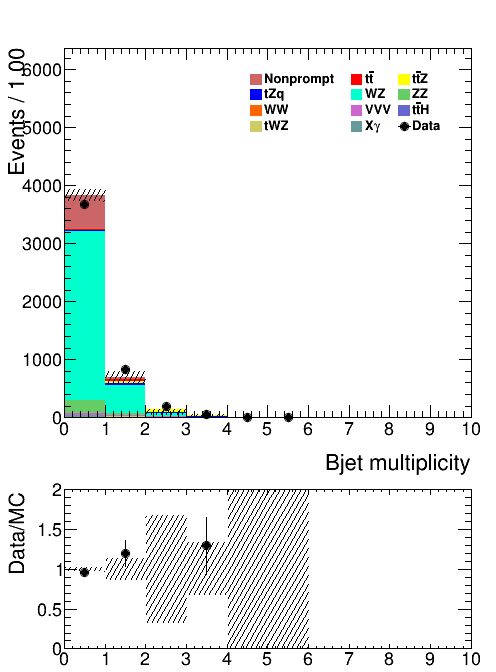 Events / 1.00
6000
5000
4000
3000
2000
1000
0
Nonprompt tt̄ tt̄Z
tZq WZ ZZ
WW VVV tt̄H
tWZ Xγ Data
0 1 2 3 4 5 6 7 8 9 10
Bjet multiplicity
Data/MC
2
1.5
1
0.5
0
0 1 2 3 4 5 6 7 8 9 10